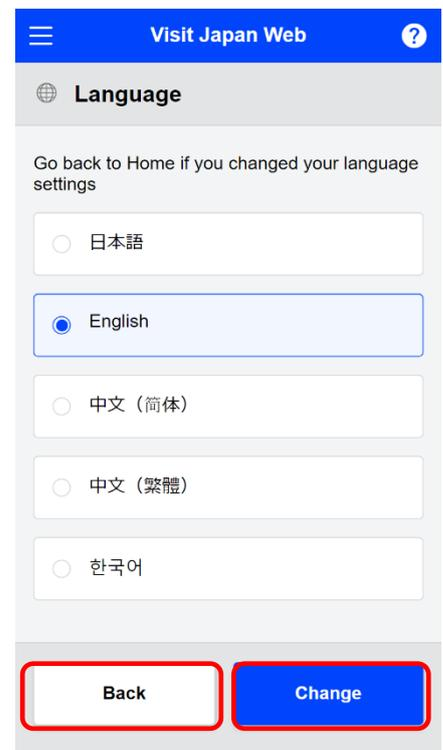 Visit Japan Web
?
Language
Go back to Home if you changed your language
settings
日本語
English
中文（简体）
中文（繁體）
한국어
Back
Change